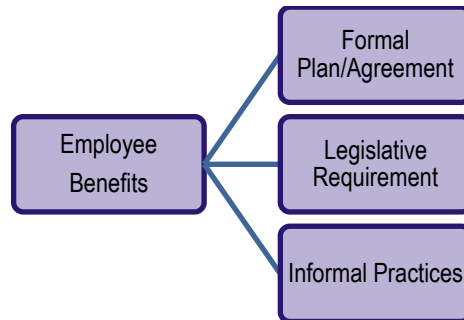 Formal
Plan/Agreement
Employee
Benefits
Legislative
Requirement
Informal Practices